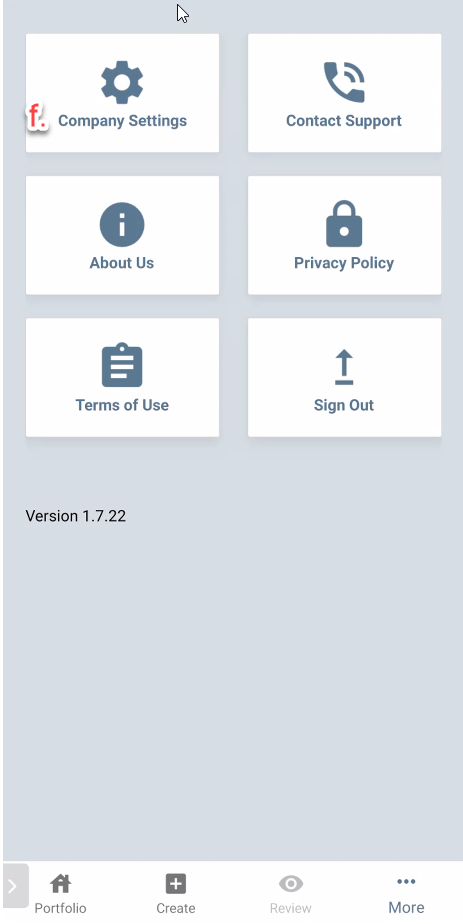 f.
Company Settings
Contact Support
About Us
Privacy Policy
Terms of Use
Sign Out
Version 1.7.22
Portfolio
Create
Review
More